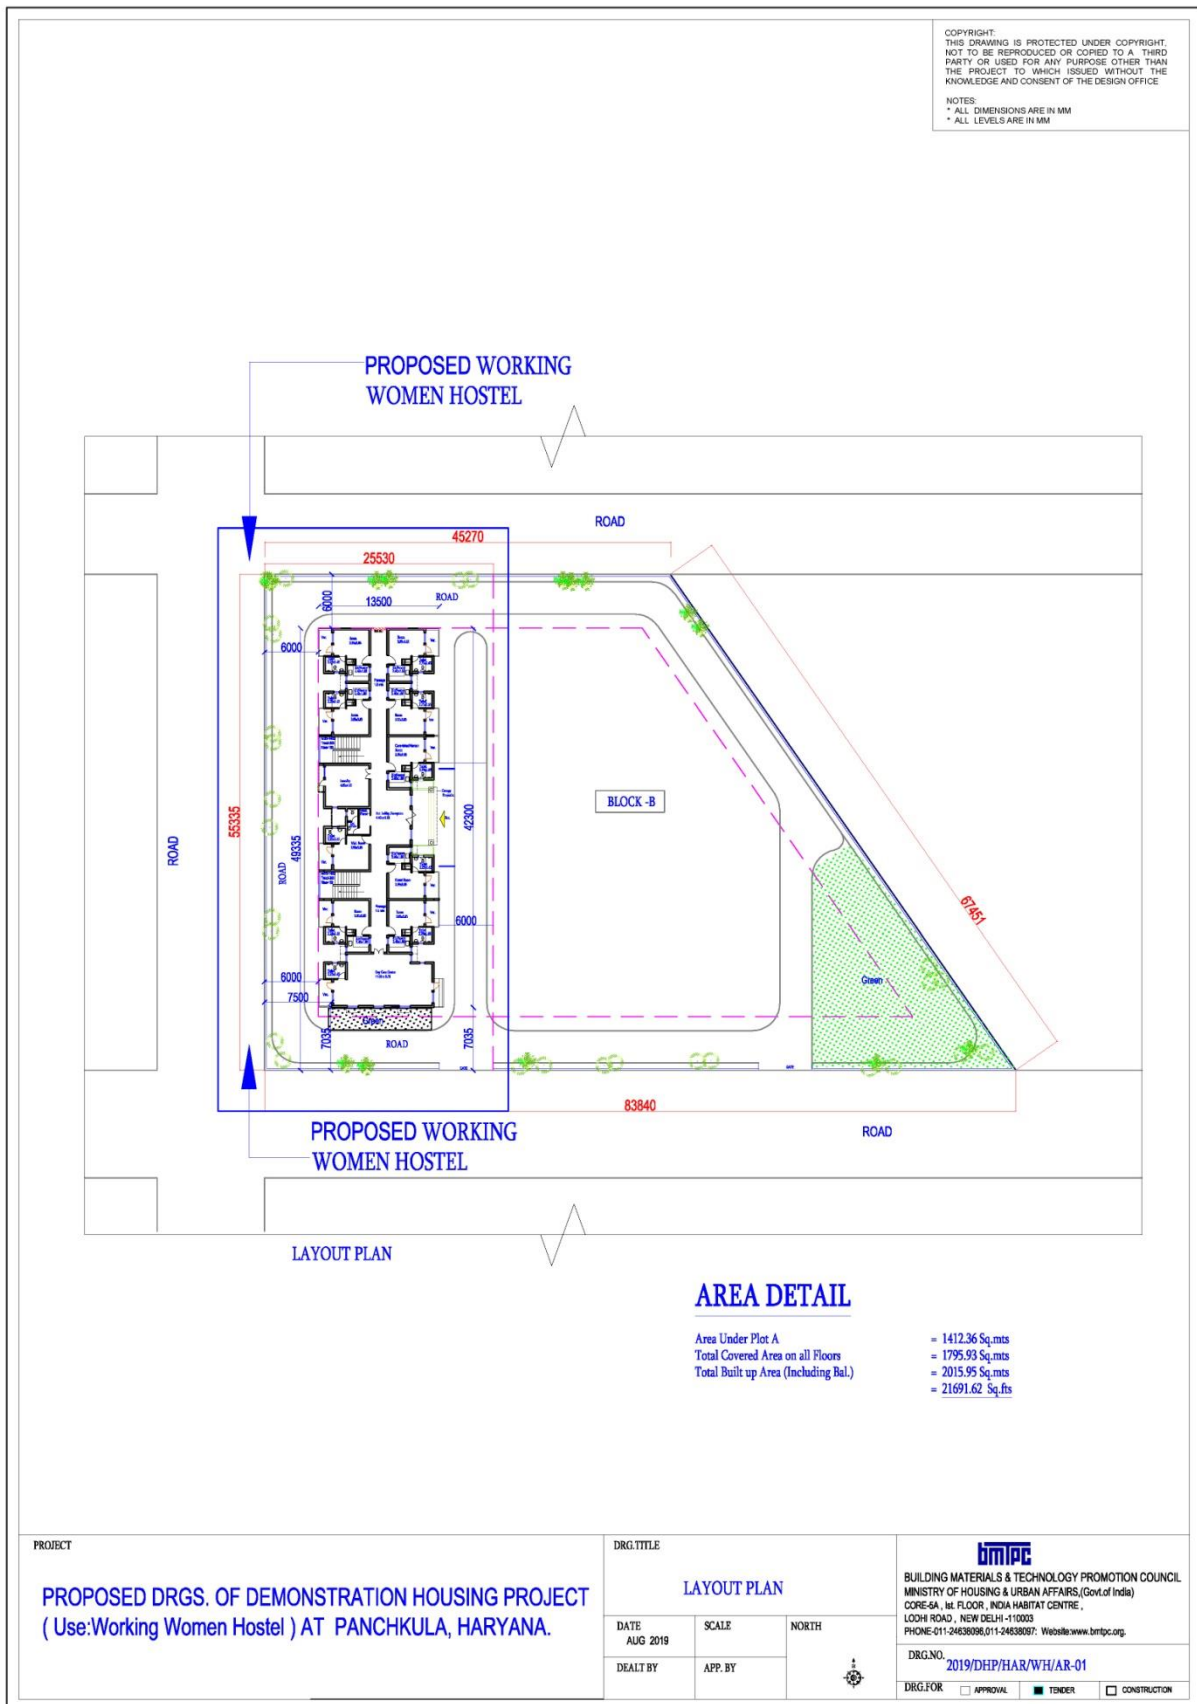 COPYRIGHT:
THIS DRAWING IS PROTECTED UNDER COPYRIGHT,
NOT TO BE REPRODUCED OR COPIED TO A THIRD
PARTY OR USED FOR ANY PURPOSE OTHER THAN
THE PROJECT TO WHICH ISSUED WITHOUT THE
KNOWLEDGE AND CONSENT OF THE DESIGN OFFICE
NOTES:
* ALL DIMENSIONS ARE IN MM
* ALL LEVELS ARE IN MM
PROPOSED WORKING
WOMEN HOSTEL
ROAD
45270
25530
13500
ROAD
6000
6000
BLOCK -B
55335
ROAD
49335
42300
ROAD
67451
6000
Green
6000
7500
Green
7035
ROAD
7035
GATE
GATE
83840
ROAD
PROPOSED WORKING
WOMEN HOSTEL
LAYOUT PLAN
AREA DETAIL
Area Under Plot A = 1412.36 Sq.mts
Total Covered Area on all Floors = 1795.93 Sq.mts
Total Built up Area (Including Bal.) = 2015.95 Sq.mts
= 21691.62 Sq.fts
PROJECT
PROPOSED DRGS. OF DEMONSTRATION HOUSING PROJECT
( Use:Working Women Hostel ) AT PANCHKULA, HARYANA.
DRG.TITLE
LAYOUT PLAN
DATE
AUG 2019
SCALE
NORTH
DEALT BY
APP. BY
bmtpc
BUILDING MATERIALS & TECHNOLOGY PROMOTION COUNCIL
MINISTRY OF HOUSING & URBAN AFFAIRS,(Govt.of India)
CORE-5A , Ist. FLOOR , INDIA HABITAT CENTRE ,
LODHI ROAD , NEW DELHI -110003
PHONE-011-24638096,011-24638097: Website:www.bmtpc.org.
DRG.NO. 2019/DHP/HAR/WH/AR-01
DRG.FOR APPROVAL TENDER CONSTRUCTION